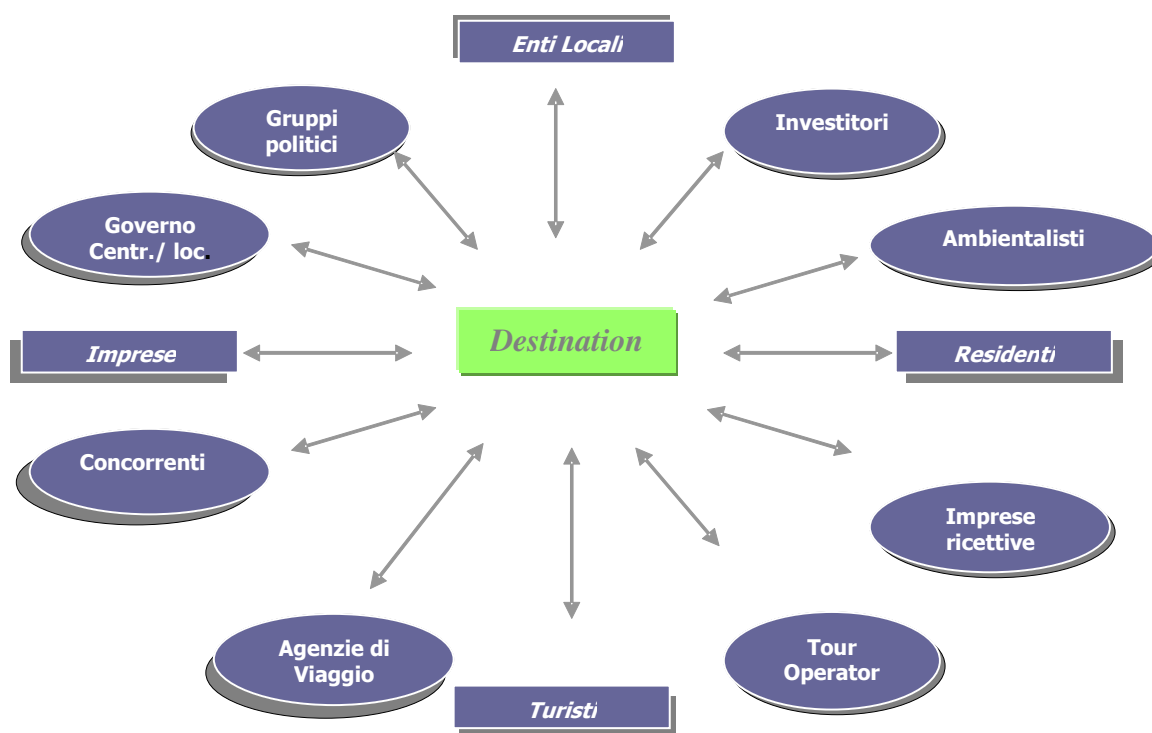 Enti Locali
Gruppi
politici
Investitori
Governo
Centr./ loc.
Ambientalisti
Destination
Imprese
Residenti
Concorrenti
Imprese
ricettive
Agenzie di
Viaggio
Tour
Operator
Turisti